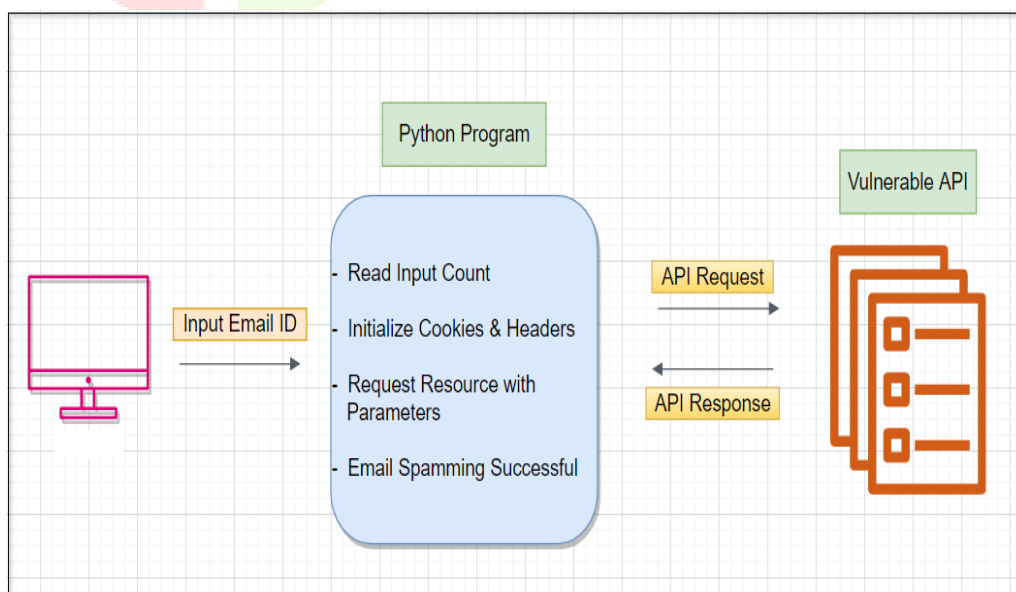 Python Program
Vulnerable API
- Read Input Count
- Initialize Cookies & Headers
- Request Resource with
Parameters
- Email Spamming Successful
Input Email ID
API Request
API Response